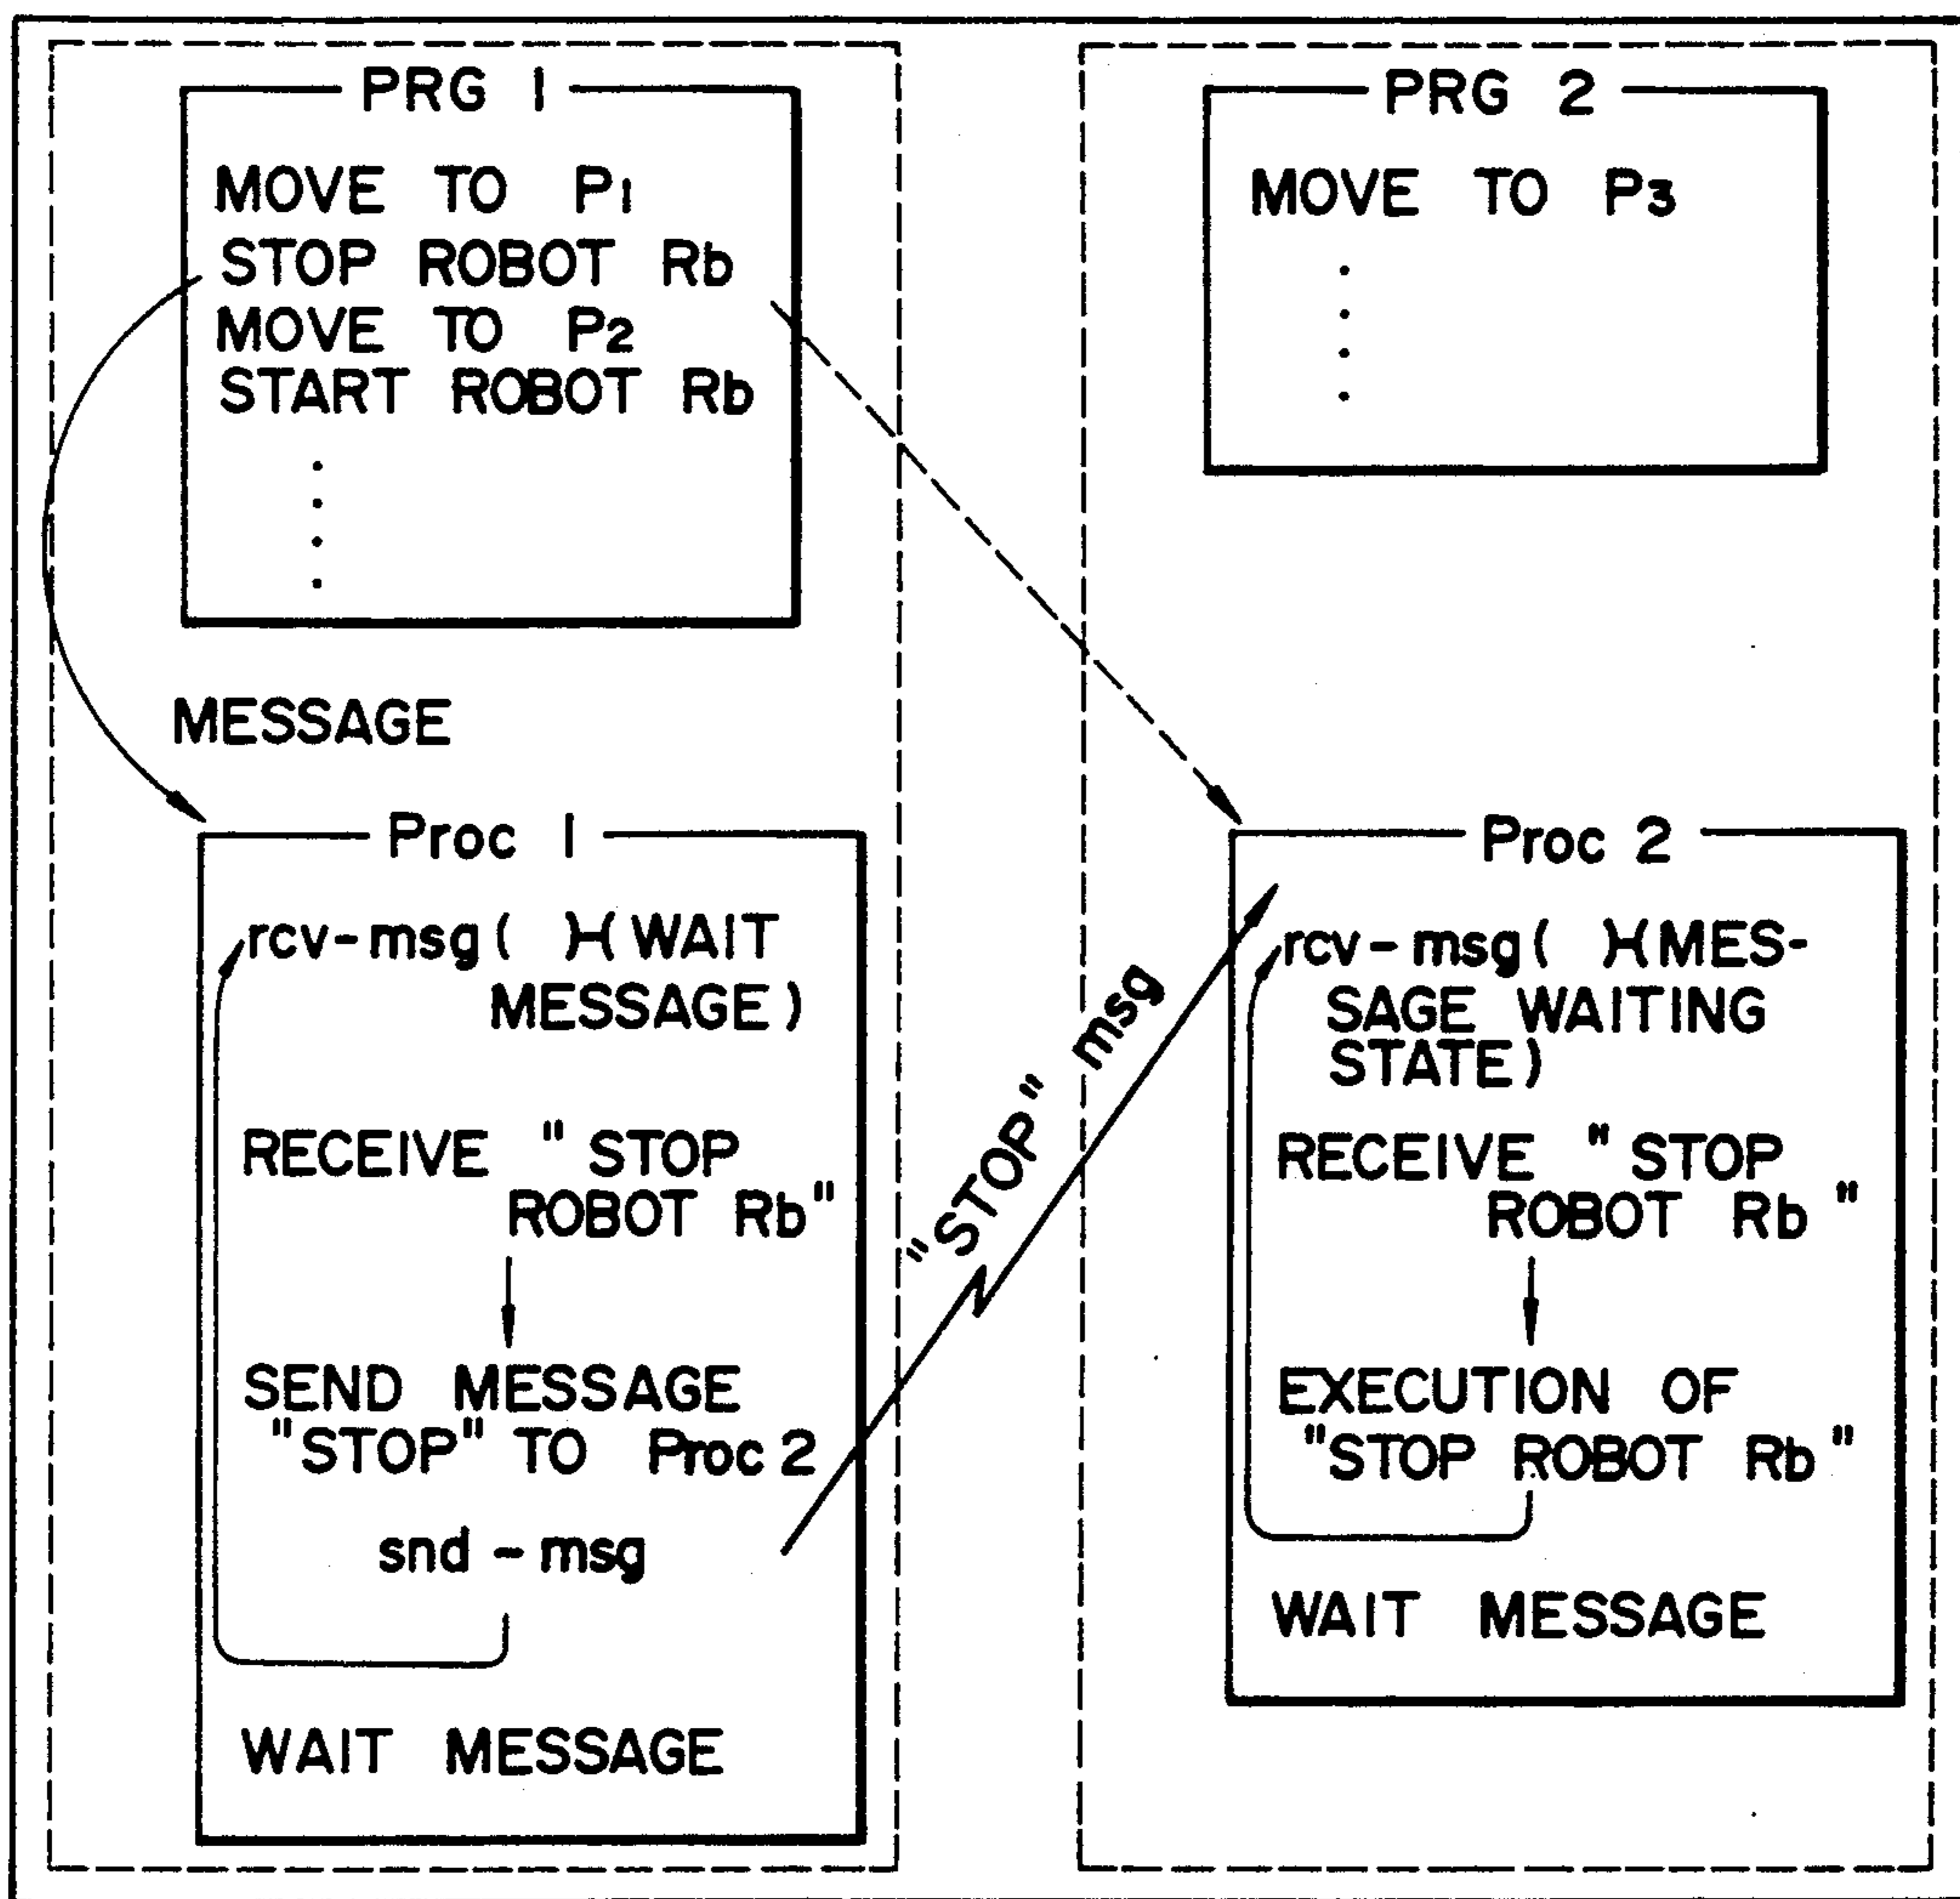 PRG 1
MOVE TO P1
STOP ROBOT Rb
MOVE TO P2
START ROBOT Rb
MESSAGE
Proc 1
rcv-msg( )(WAIT
MESSAGE)
RECEIVE "STOP
ROBOT Rb"
SEND MESSAGE
"STOP" TO Proc 2
snd-msg
WAIT MESSAGE
"STOP" msg
PRG 2
MOVE TO P3
Proc 2
rcv-msg( )(MES-
SAGE WAITING
STATE)
RECEIVE "STOP
ROBOT Rb"
EXECUTION OF
"STOP ROBOT Rb"
WAIT MESSAGE